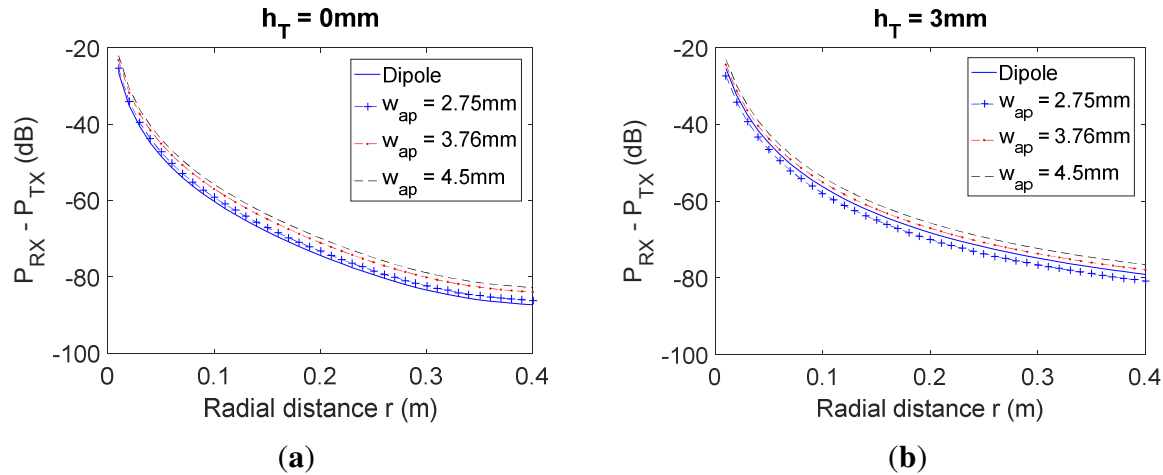 h_T = 0mm
P_RX - P_TX (dB)
-20
-40
-60
-80
-100
Dipole
w_ap = 2.75mm
w_ap = 3.76mm
w_ap = 4.5mm
0 0.1 0.2 0.3 0.4
Radial distance r (m)
(a)
h_T = 3mm
P_RX - P_TX (dB)
-20
-40
-60
-80
-100
Dipole
w_ap = 2.75mm
w_ap = 3.76mm
w_ap = 4.5mm
0 0.1 0.2 0.3 0.4
Radial distance r (m)
(b)